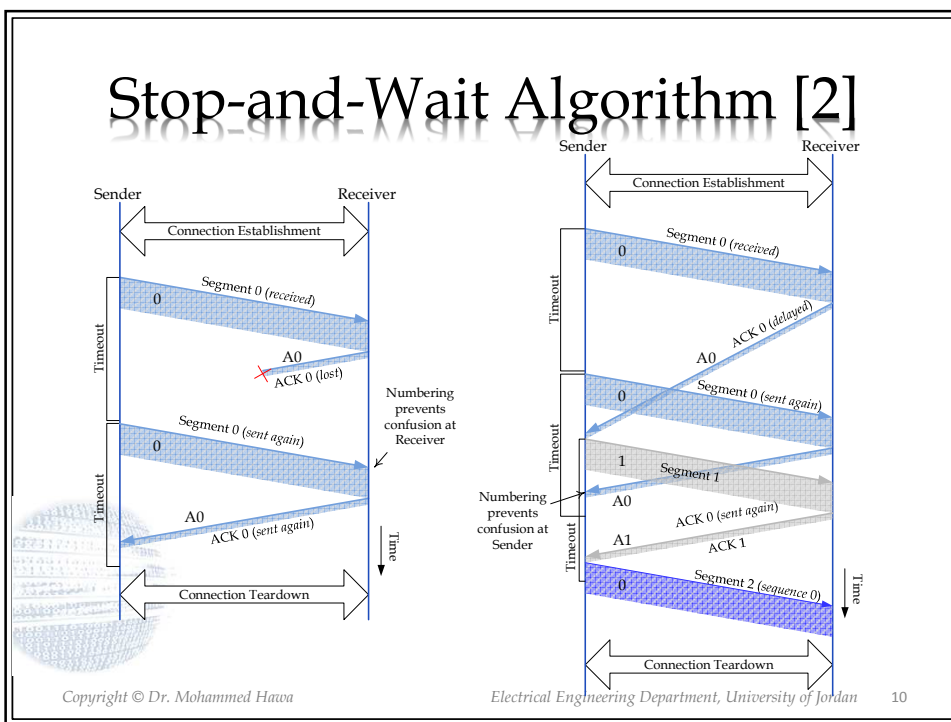 Stop-and-Wait Algorithm [2]
Sender
Receiver
Connection Establishment
Timeout
Segment 0 (received)
0
A0
ACK 0 (lost)
Numbering
prevents
confusion at
Receiver
Timeout
Segment 0 (sent again)
0
A0
ACK 0 (sent again)
Time
Connection Teardown
Sender
Receiver
Connection Establishment
Timeout
Segment 0 (received)
0
ACK 0 (delayed)
A0
Timeout
Segment 0 (sent again)
0
1
Segment 1
Numbering
prevents
confusion at
Sender
A0
ACK 0 (sent again)
Timeout
A1
ACK 1
Segment 2 (sequence 0)
0
Time
Connection Teardown
Copyright © Dr. Mohammed Hawa
Electrical Engineering Department, University of Jordan
10